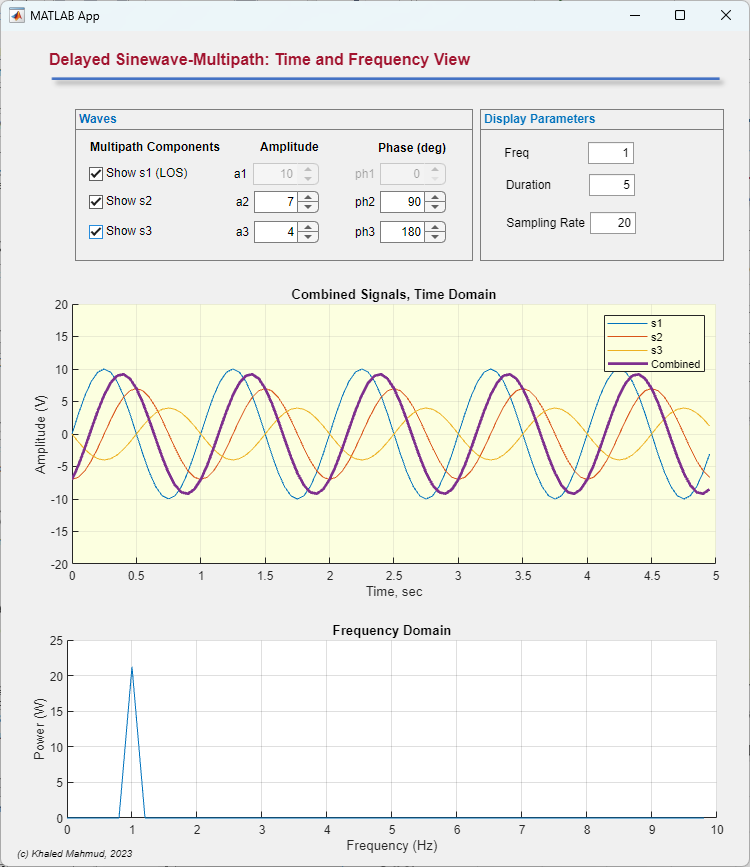 MATLAB App
Delayed Sinewave-Multipath: Time and Frequency View
Waves
Multipath Components Amplitude Phase (deg)
Show s1 (LOS) a1 10 ph1 0
Show s2 a2 7 ph2 90
Show s3 a3 4 ph3 180
Display Parameters
Freq 1
Duration 5
Sampling Rate 20
Combined Signals, Time Domain
20
15
10
5
0
-5
-10
-15
-20
Amplitude (V)
s1
s2
s3
Combined
0 0.5 1 1.5 2 2.5 3 3.5 4 4.5 5
Time, sec
Frequency Domain
25
20
15
10
5
0
Power (W)
0 1 2 3 4 5 6 7 8 9 10
Frequency (Hz)
(c) Khaled Mahmud, 2023